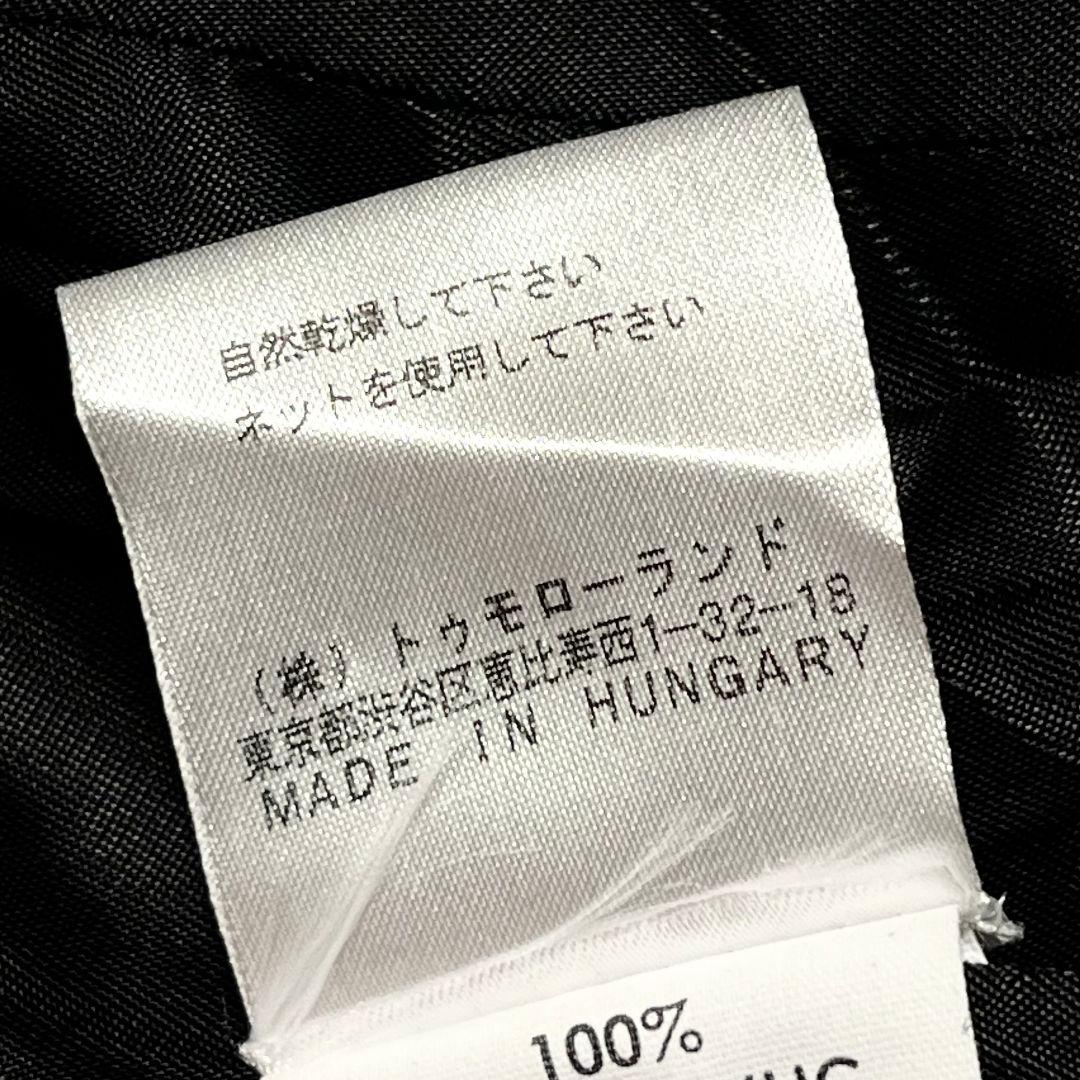 自然乾燥して下さい
ネットを使用して下さい
(株) トゥモローランド
東京都渋谷区恵比寿西1-32-18
MADE IN HUNGARY
100%